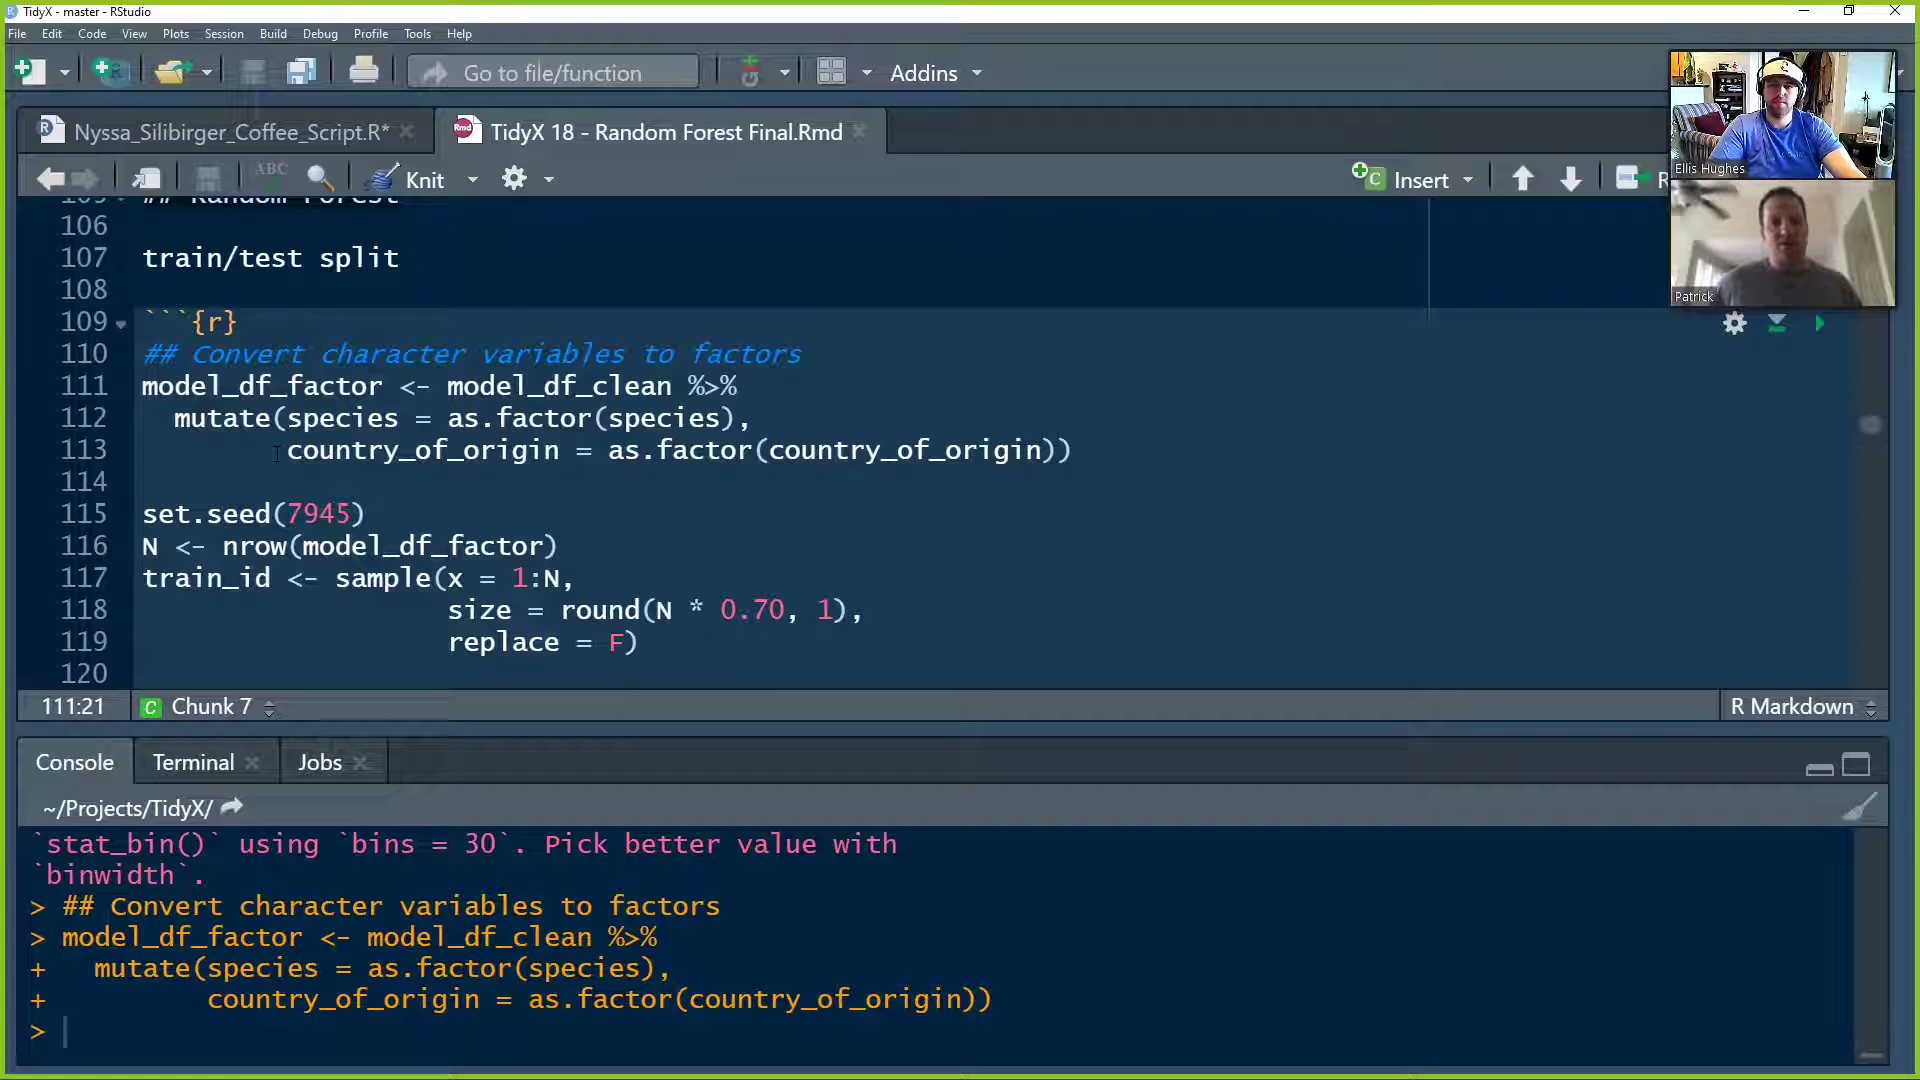 TidyX - master - RStudio
File Edit Code View Plots Session Build Debug Profile Tools Help
Go to file/function
Addins
Nyssa_Silibirger_Coffee_Script.R*
TidyX 18 - Random Forest Final.Rmd
Ellis Hughes
Patrick
ABC
Knit
Insert
R
105 ## Random Forest
106
107 train/test split
108
109 ```{r}
110 ## Convert character variables to factors
111 model_df_factor <- model_df_clean %>%
112 mutate(species = as.factor(species),
113 country_of_origin = as.factor(country_of_origin))
114
115 set.seed(7945)
116 N <- nrow(model_df_factor)
117 train_id <- sample(x = 1:N,
118 size = round(N * 0.70, 1),
119 replace = F)
120
111:21 C Chunk 7 R Markdown
Console Terminal Jobs
~/Projects/TidyX/
`stat_bin()` using `bins = 30`. Pick better value with
`binwidth`.
> ## Convert character variables to factors
> model_df_factor <- model_df_clean %>%
+ mutate(species = as.factor(species),
+ country_of_origin = as.factor(country_of_origin))
>